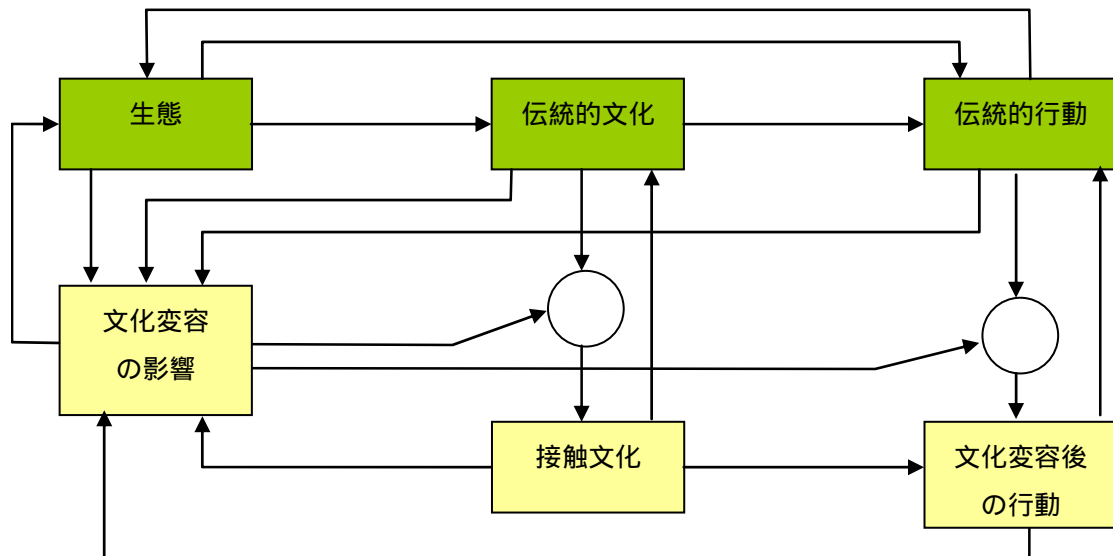 生態
伝統的文化
伝統的行動
文化変容
の影響
接触文化
文化変容後
の行動